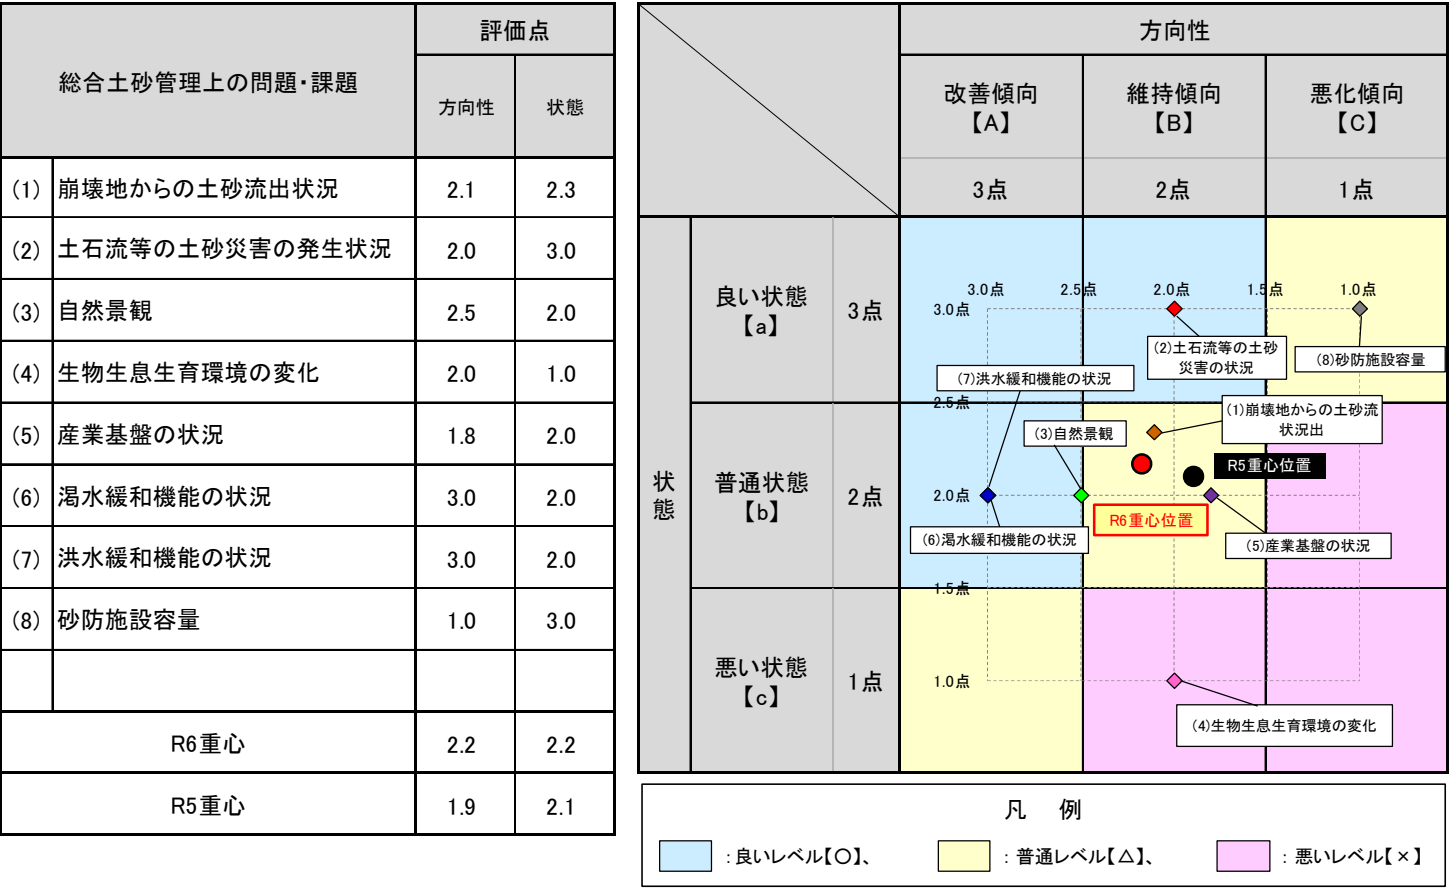 総合土砂管理上の問題・課題
評価点
方向性 状態
(1) 崩壊地からの土砂流出状況 2.1 2.3
(2) 土石流等の土砂災害の発生状況 2.0 3.0
(3) 自然景観 2.5 2.0
(4) 生物生息生育環境の変化 2.0 1.0
(5) 産業基盤の状況 1.8 2.0
(6) 渇水緩和機能の状況 3.0 2.0
(7) 洪水緩和機能の状況 3.0 2.0
(8) 砂防施設容量 1.0 3.0
R6重心 2.2 2.2
R5重心 1.9 2.1
方向性
改善傾向 維持傾向 悪化傾向
【A】 【B】 【C】
3点 2点 1点
状態
良い状態
【a】
3点
普通状態
【b】
2点
悪い状態
【c】
1点
3.0点 2.5点 2.0点 1.5点 1.0点
3.0点
(2)土石流等の土砂
災害の状況
(8)砂防施設容量
(7)洪水緩和機能の状況
2.5点
(1)崩壊地からの土砂流
状況出
(3)自然景観
R5重心位置
2.0点
R6重心位置
(6)渇水緩和機能の状況
(5)産業基盤の状況
1.5点
1.0点
(4)生物生息生育環境の変化
凡 例
：良いレベル【○】、 ：普通レベル【△】、 ：悪いレベル【×】